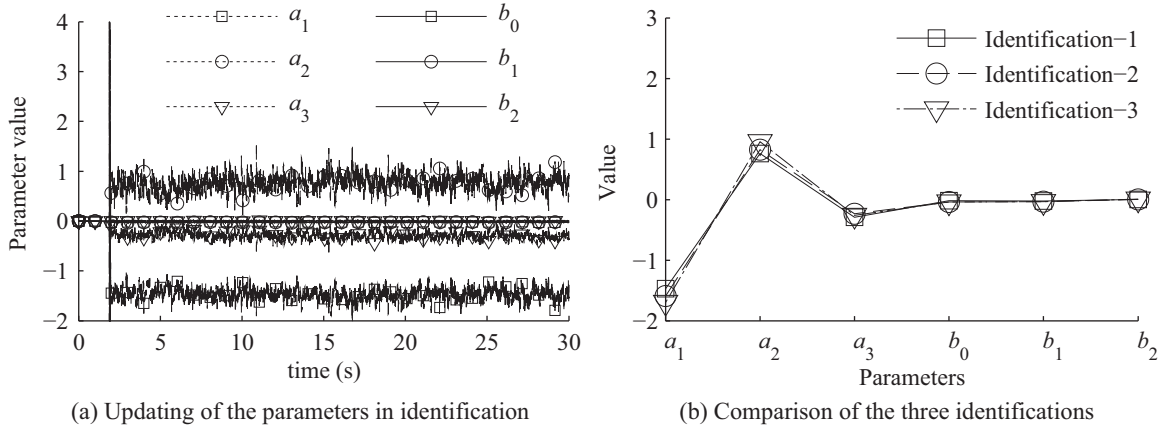 4
3
2
1
0
−1
−2
Parameter value
a1
a2
a3
b0
b1
b2
0 5 10 15 20 25 30
time (s)
(a) Updating of the parameters in identification
3
2
1
0
−1
−2
Value
Identification−1
Identification−2
Identification−3
a1 a2 a3 b0 b1 b2
Parameters
(b) Comparison of the three identifications